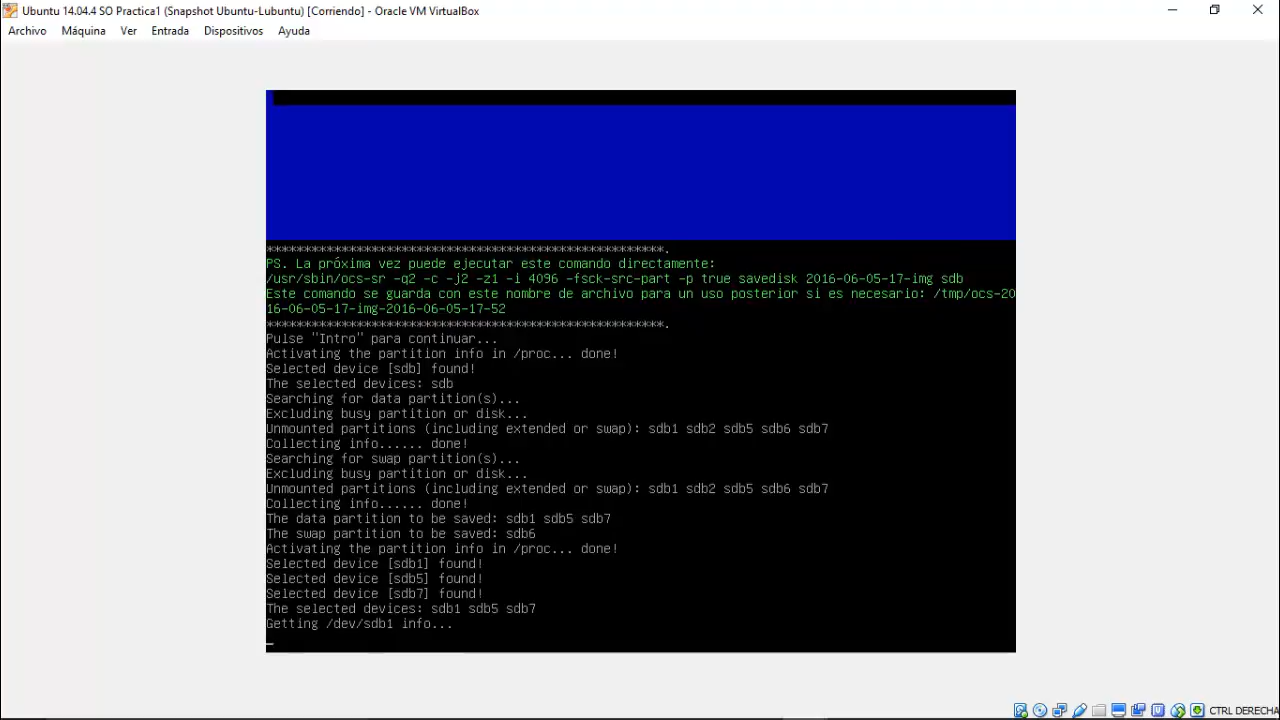 Ubuntu 14.04.4 SO Practica1 (Snapshot Ubuntu-Lubuntu) [Corriendo] - Oracle VM VirtualBox
Archivo Máquina Ver Entrada Dispositivos Ayuda
*****************************************************.
PS. La próxima vez puede ejecutar este comando directamente:
/usr/sbin/ocs-sr -q2 -c -j2 -z1 -i 4096 -fsck-src-part -p true savedisk 2016-06-05-17-img sdb
Este comando se guarda con este nombre de archivo para un uso posterior si es necesario: /tmp/ocs-20
16-06-05-17-img-2016-06-05-17-52
*****************************************************.
Pulse "Intro" para continuar...
Activating the partition info in /proc... done!
Selected device [sdb] found!
The selected devices: sdb
Searching for data partition(s)...
Excluding busy partition or disk...
Unmounted partitions (including extended or swap): sdb1 sdb2 sdb5 sdb6 sdb7
Collecting info...... done!
Searching for swap partition(s)...
Excluding busy partition or disk...
Unmounted partitions (including extended or swap): sdb1 sdb2 sdb5 sdb6 sdb7
Collecting info...... done!
The data partition to be saved: sdb1 sdb5 sdb7
The swap partition to be saved: sdb6
Activating the partition info in /proc... done!
Selected device [sdb1] found!
Selected device [sdb5] found!
Selected device [sdb7] found!
The selected devices: sdb1 sdb5 sdb7
Getting /dev/sdb1 info...
CTRL DERECHA